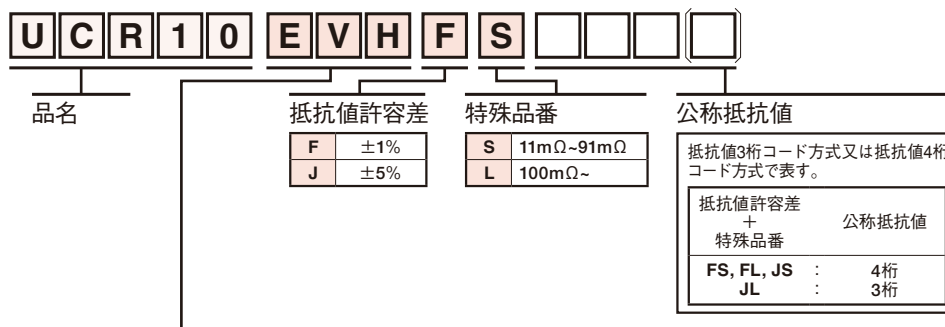 UCR10 EVH F S
品名
抵抗値許容差
特殊品番
公称抵抗値
F ±1%
J ±5%
S 11mΩ~91mΩ
L 100mΩ~
抵抗値3桁コード方式又は抵抗値4桁
コード方式で表す。
抵抗値許容差
+
特殊品番
公称抵抗値
FS, FL, JS : 4桁
JL : 3桁